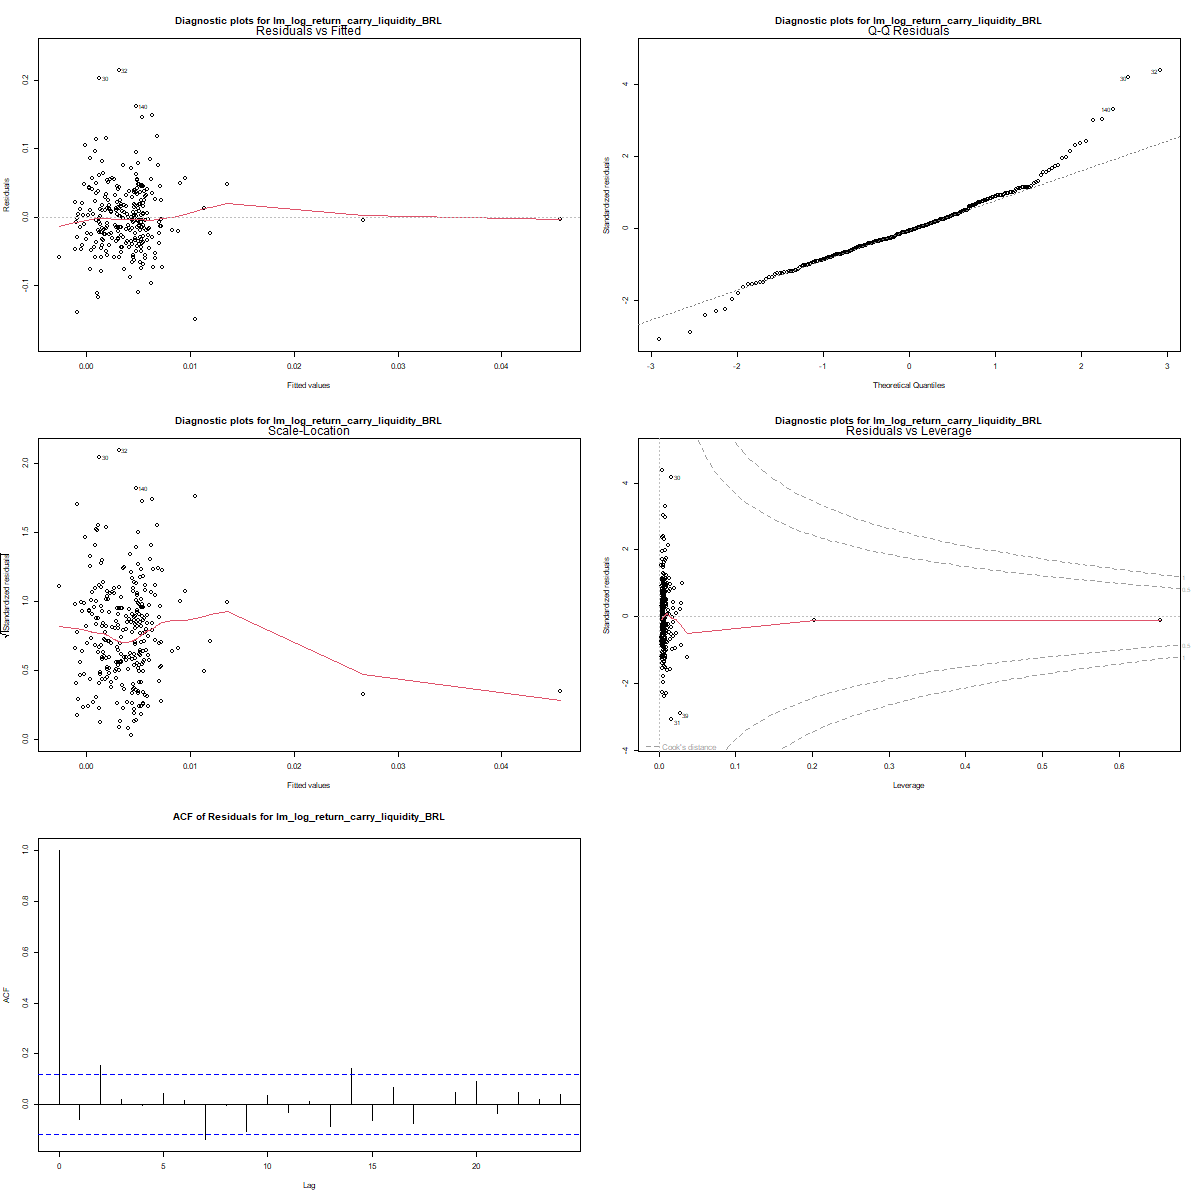 Diagnostic plots for lm_log_return_carry_liquidity_BRL
Residuals vs Fitted
Residuals
-0.1 0.0 0.1 0.2
30
32
140
0.00 0.01 0.02 0.03 0.04
Fitted values
Diagnostic plots for lm_log_return_carry_liquidity_BRL
Q-Q Residuals
Standardized residuals
-2 0 2 4
30
32
140
-3 -2 -1 0 1 2 3
Theoretical Quantiles
Diagnostic plots for lm_log_return_carry_liquidity_BRL
Scale-Location
√|Standardized residuals|
0.0 0.5 1.0 1.5 2.0
30
32
140
0.00 0.01 0.02 0.03 0.04
Fitted values
Diagnostic plots for lm_log_return_carry_liquidity_BRL
Residuals vs Leverage
Standardized residuals
-4 -2 0 2 4
30
39
31
1
0.5
0.5
1
Cook's distance
0.0 0.1 0.2 0.3 0.4 0.5 0.6
Leverage
ACF of Residuals for lm_log_return_carry_liquidity_BRL
ACF
0.0 0.2 0.4 0.6 0.8 1.0
0 5 10 15 20
Lag